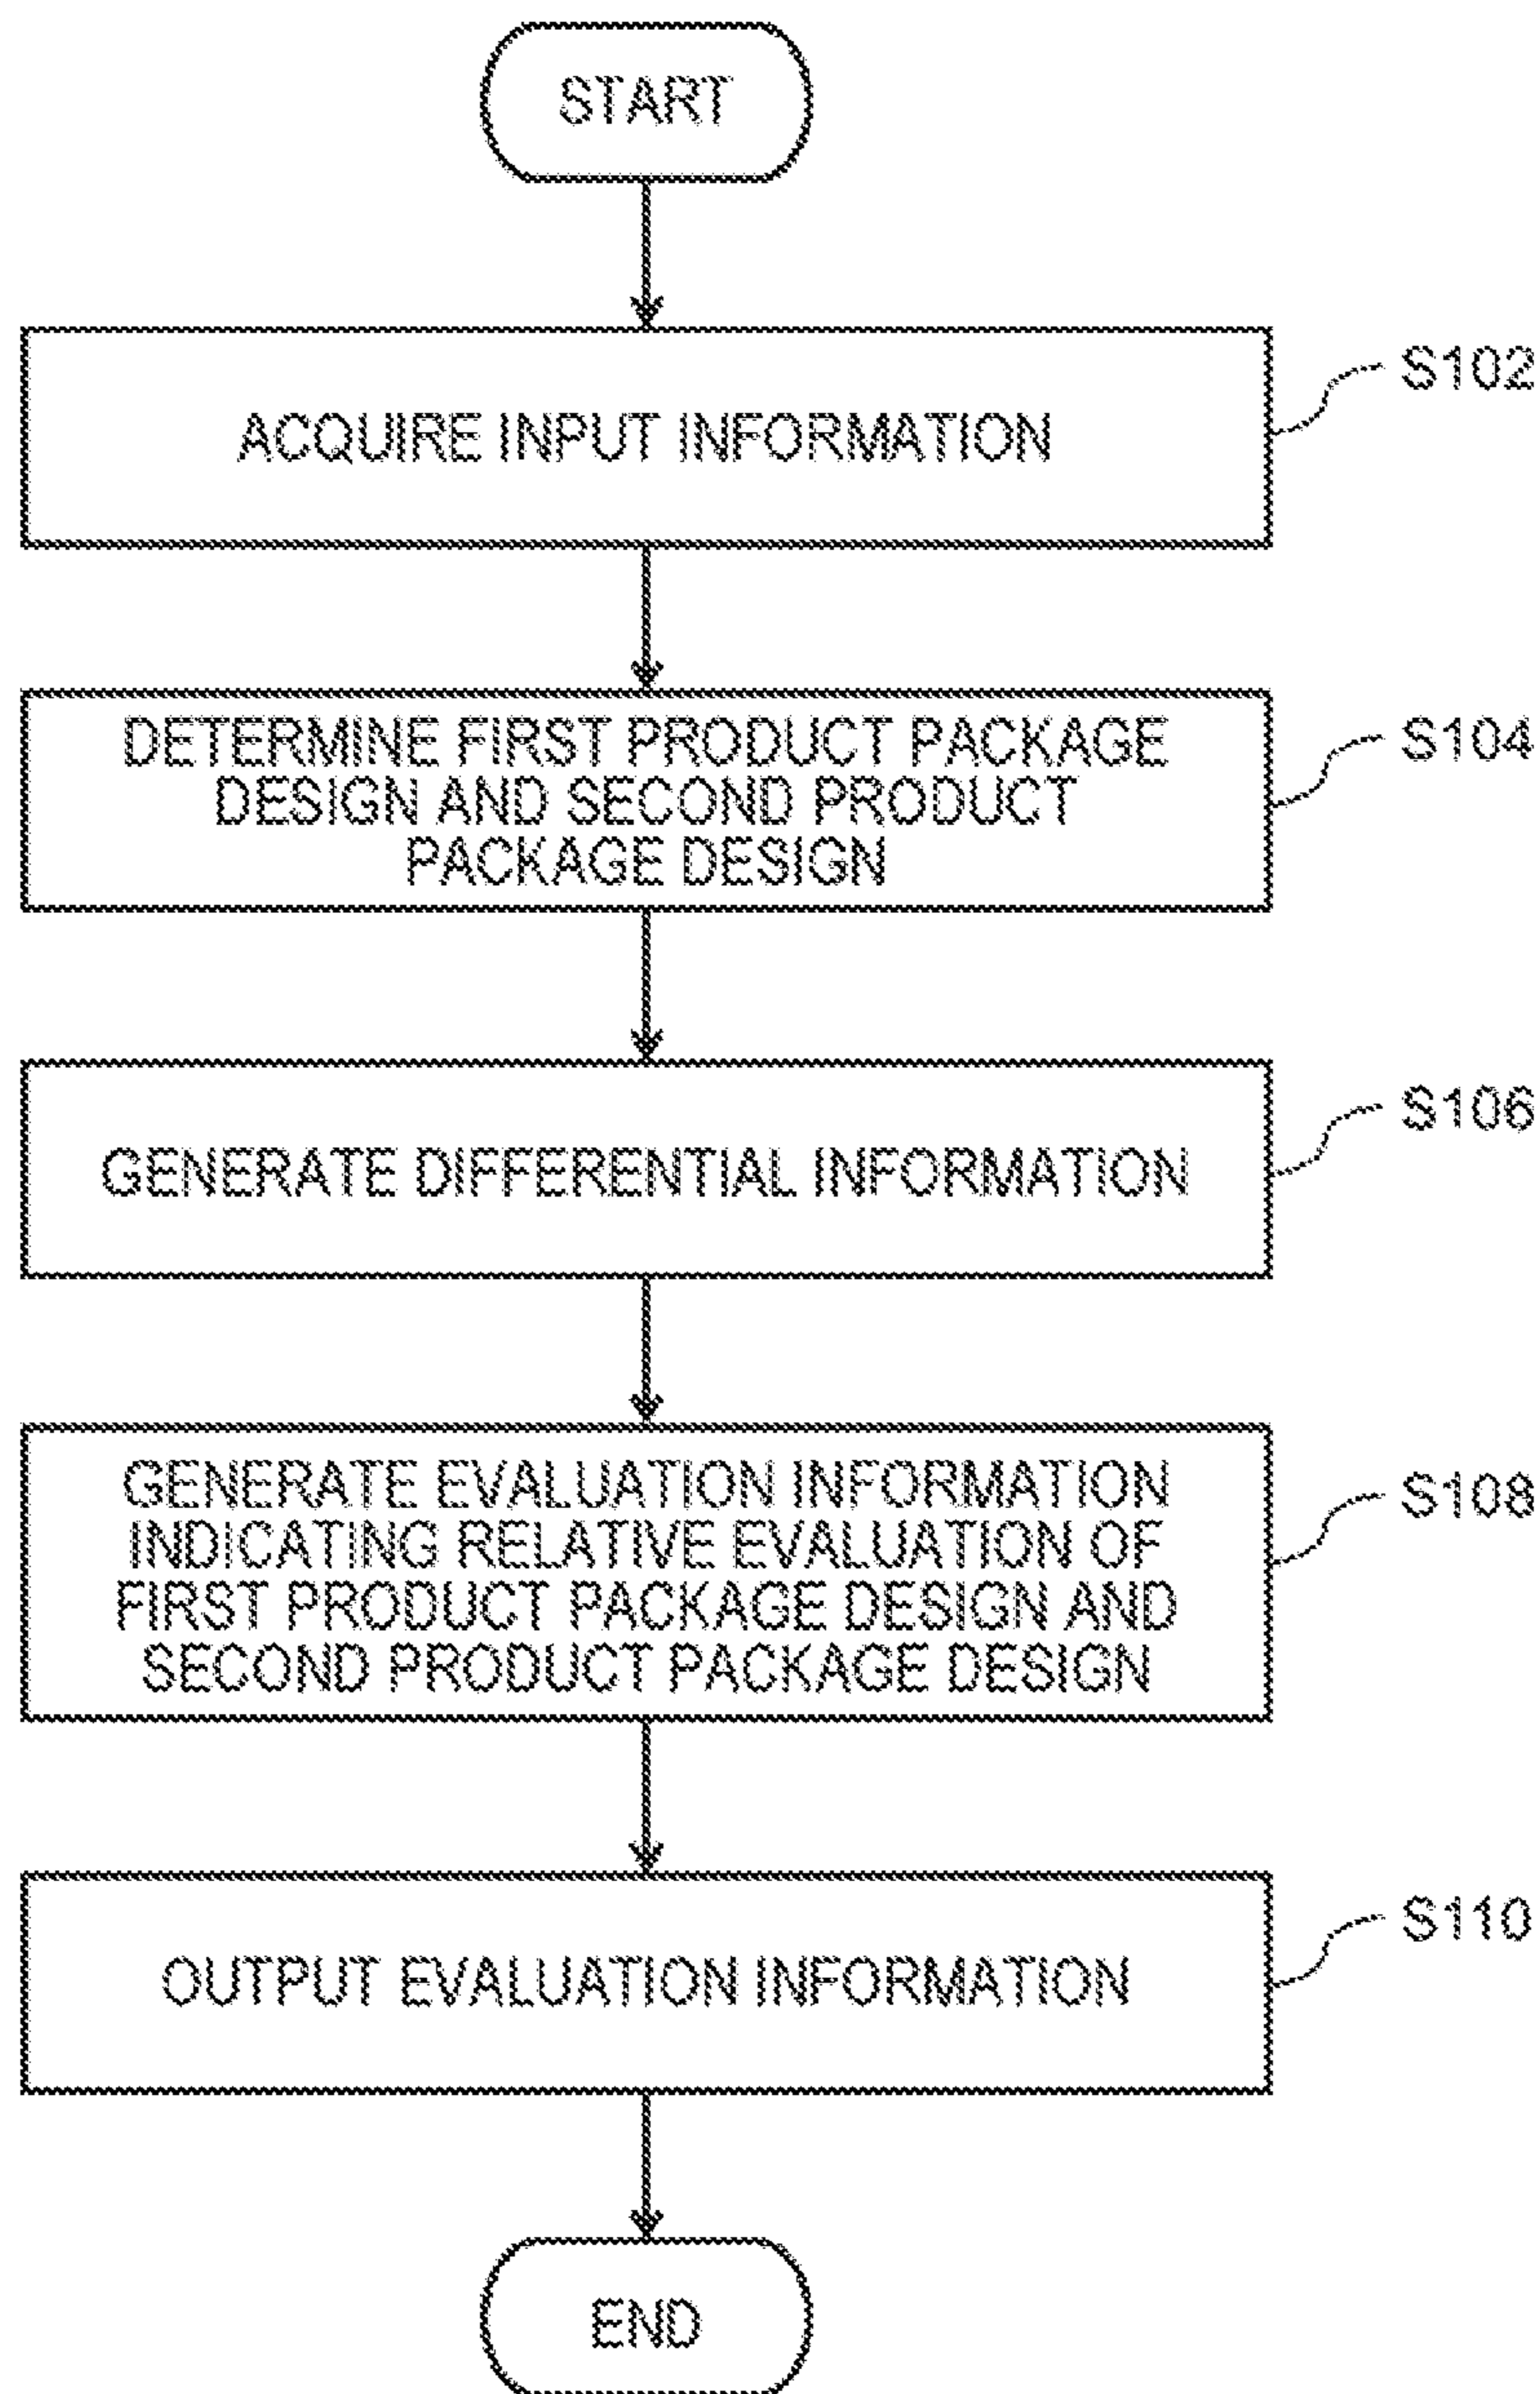 START
ACQUIRE INPUT INFORMATION
S102
DETERMINE FIRST PRODUCT PACKAGE
DESIGN AND SECOND PRODUCT
PACKAGE DESIGN
S104
GENERATE DIFFERENTIAL INFORMATION
S106
GENERATE EVALUATION INFORMATION
INDICATING RELATIVE EVALUATION OF
FIRST PRODUCT PACKAGE DESIGN AND
SECOND PRODUCT PACKAGE DESIGN
S108
OUTPUT EVALUATION INFORMATION
S110
END